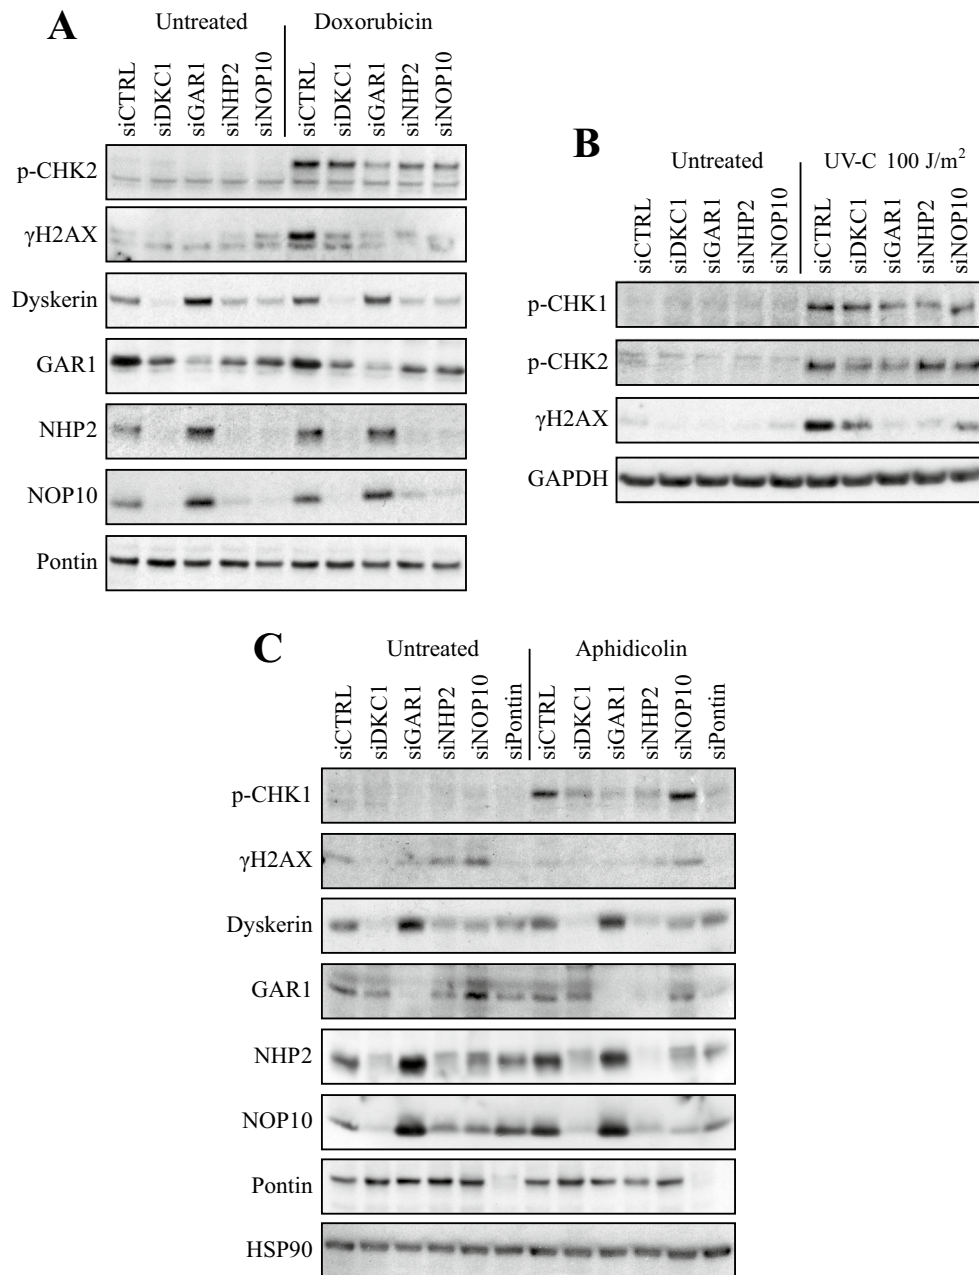 A
Untreated Doxorubicin
siCTRL siDKC1 siGAR1 siNHP2 siNOP10 siCTRL siDKC1 siGAR1 siNHP2 siNOP10
p-CHK2
γH2AX
Dyskerin
GAR1
NHP2
NOP10
Pontin
B
Untreated UV-C 100 J/m²
siCTRL siDKC1 siGAR1 siNHP2 siNOP10 siCTRL siDKC1 siGAR1 siNHP2 siNOP10
p-CHK1
p-CHK2
γH2AX
GAPDH
C
Untreated Aphidicolin
siCTRL siDKC1 siGAR1 siNHP2 siNOP10 siPontin siCTRL siDKC1 siGAR1 siNHP2 siNOP10 siPontin
p-CHK1
γH2AX
Dyskerin
GAR1
NHP2
NOP10
Pontin
HSP90